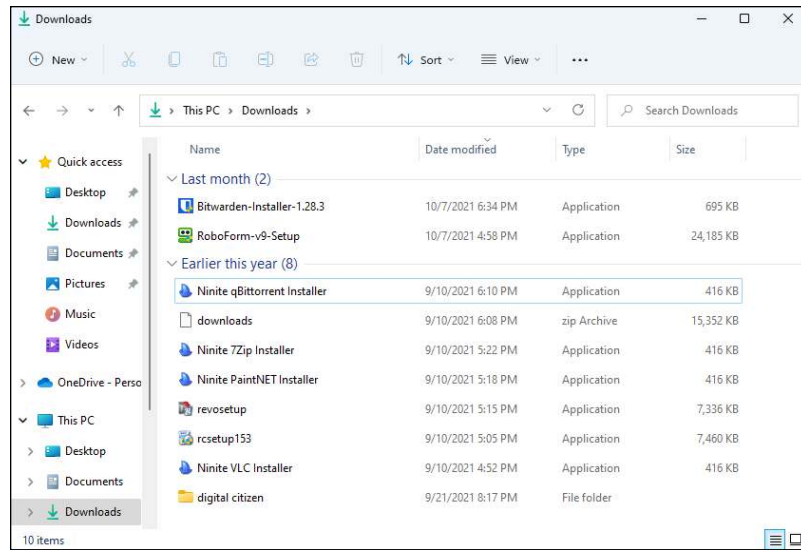 Downloads
New Sort View ...
This PC > Downloads > Search Downloads
Name Date modified Type Size
Quick access
Desktop
Downloads
Documents
Pictures
Music
Videos
OneDrive - Perso
This PC
Desktop
Documents
Downloads
Last month (2)
Bitwarden-Installer-1.28.3 10/7/2021 6:34 PM Application 695 KB
RoboForm-v9-Setup 10/7/2021 4:58 PM Application 24,185 KB
Earlier this year (8)
Ninite qBittorrent Installer 9/10/2021 6:10 PM Application 416 KB
downloads 9/10/2021 6:08 PM zip Archive 15,352 KB
Ninite 7Zip Installer 9/10/2021 5:22 PM Application 416 KB
Ninite PaintNET Installer 9/10/2021 5:18 PM Application 416 KB
revosetup 9/10/2021 5:15 PM Application 7,336 KB
rcsetup153 9/10/2021 5:05 PM Application 7,460 KB
Ninite VLC Installer 9/10/2021 4:52 PM Application 416 KB
digital citizen 9/21/2021 8:17 PM File folder
10 items